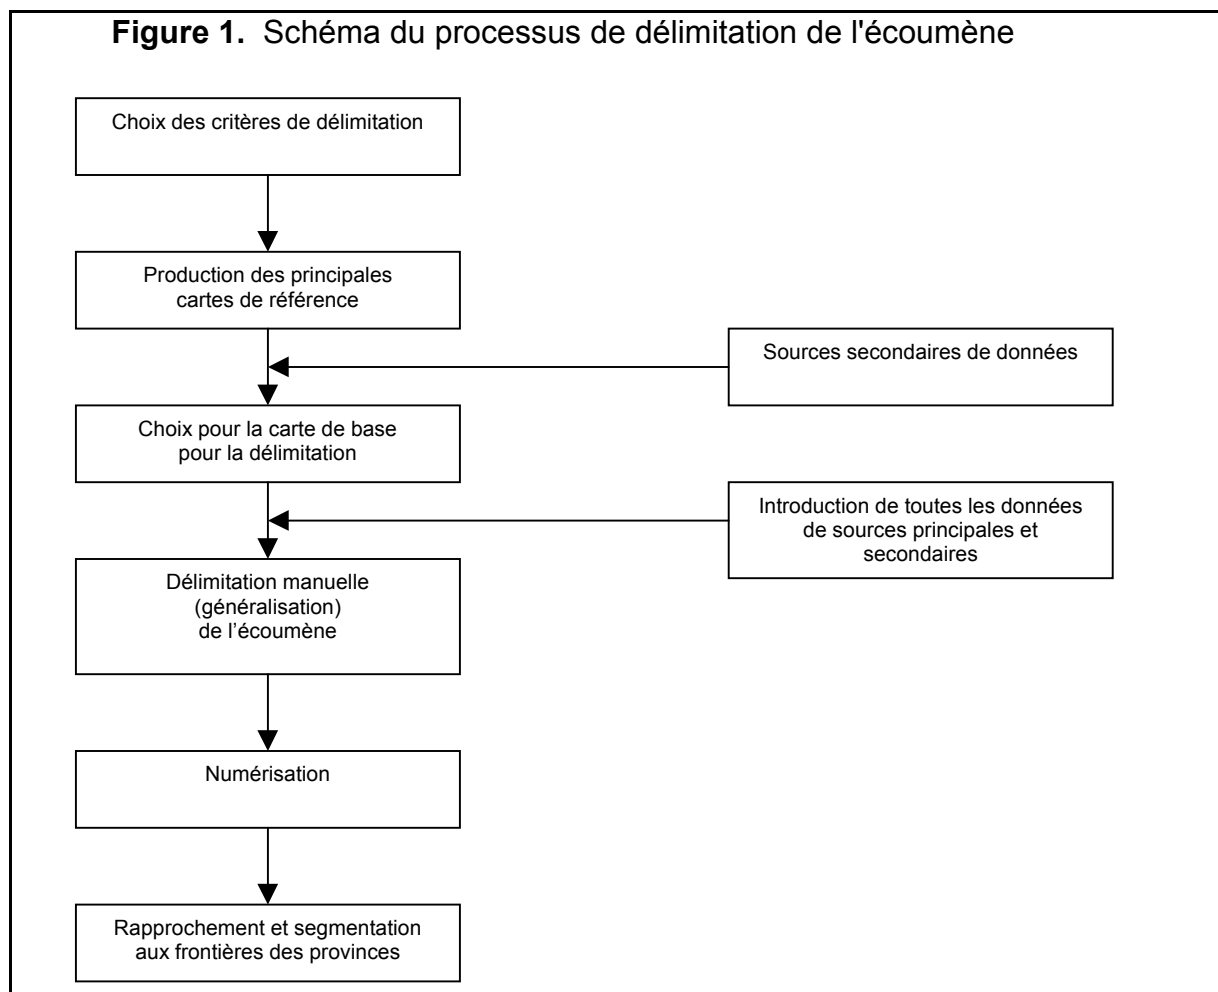 Figure 1. Schéma du processus de délimitation de l'écoumène
Choix des critères de délimitation
Production des principales
cartes de référence
Sources secondaires de données
Choix pour la carte de base
pour la délimitation
Introduction de toutes les données
de sources principales et
secondaires
Délimitation manuelle
(généralisation)
de l’écoumène
Numérisation
Rapprochement et segmentation
aux frontières des provinces